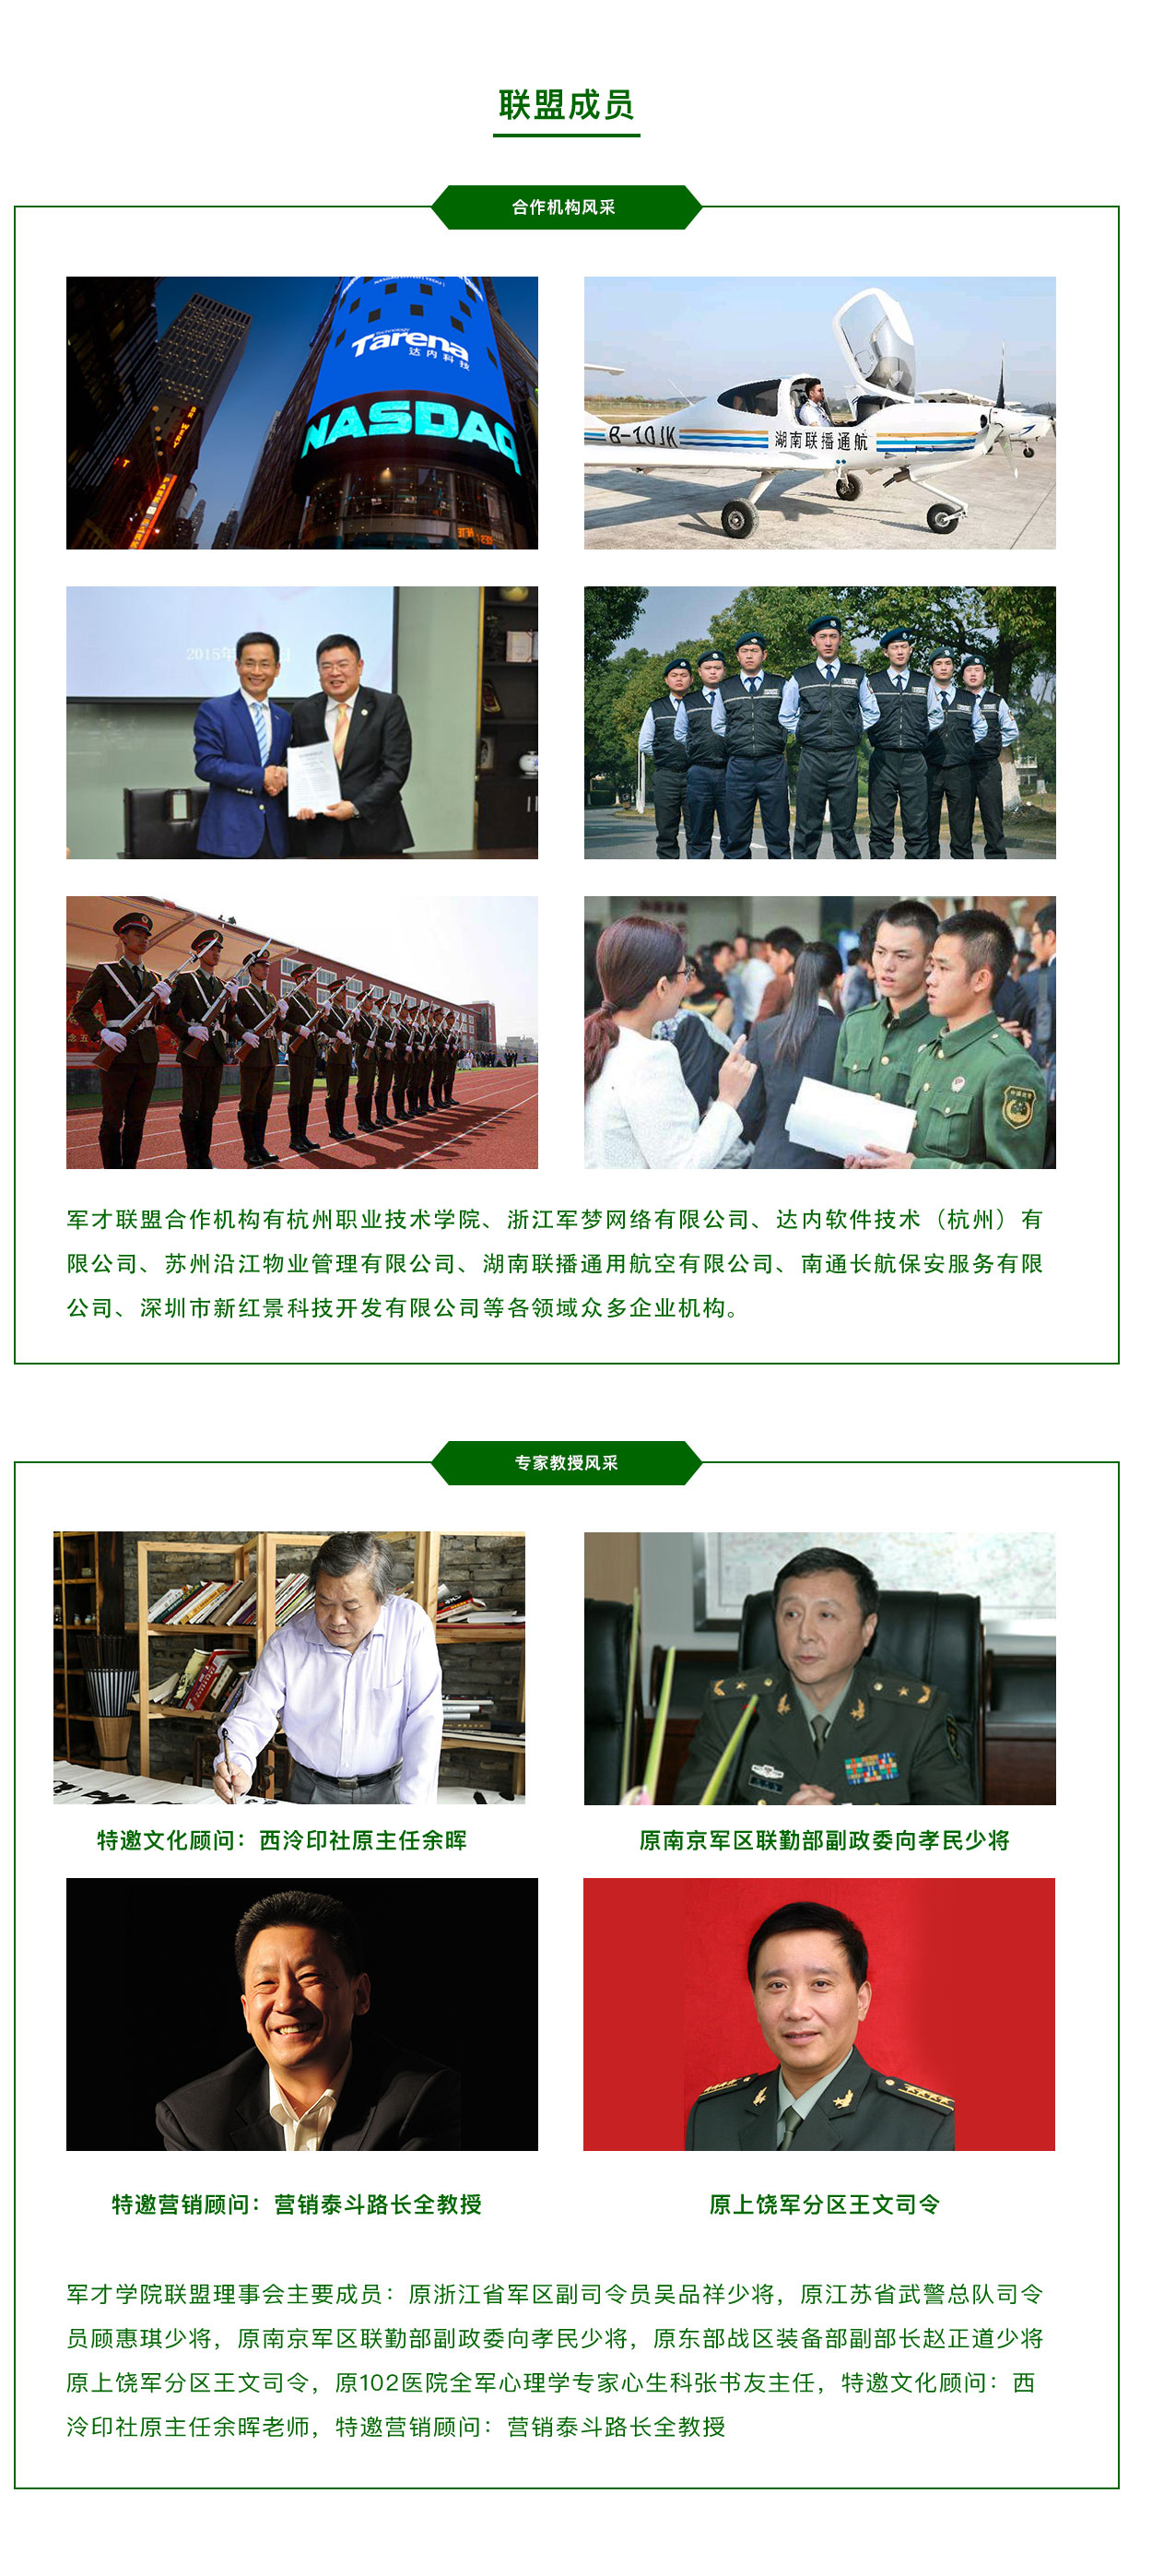 联盟成员
合作机构风采
Technology
Tarena
达内科技
NASDAQ
B-10JK
湖南联播通航
2015年
军才联盟合作机构有杭州职业技术学院、浙江军梦网络有限公司、达内软件技术（杭州）有
限公司、苏州沿江物业管理有限公司、湖南联播通用航空有限公司、南通长航保安服务有限
公司、深圳市新红景科技开发有限公司等各领域众多企业机构。
专家教授风采
特邀文化顾问：西泠印社原主任余晖
原南京军区联勤部副政委向孝民少将
特邀营销顾问：营销泰斗路长全教授
原上饶军分区王文司令
军才学院联盟理事会主要成员：原浙江省军区副司令员吴品祥少将，原江苏省武警总队司令
员顾惠琪少将，原南京军区联勤部副政委向孝民少将，原东部战区装备部副部长赵正道少将
原上饶军分区王文司令，原102医院全军心理学专家心生科张书友主任，特邀文化顾问：西
泠印社原主任余晖老师，特邀营销顾问：营销泰斗路长全教授